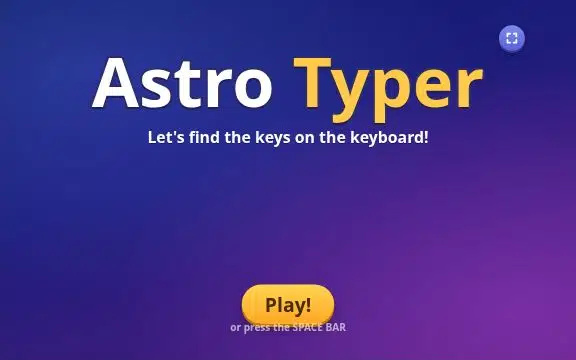 Astro Typer
Let's find the keys on the keyboard!
Play!
or press the SPACE BAR